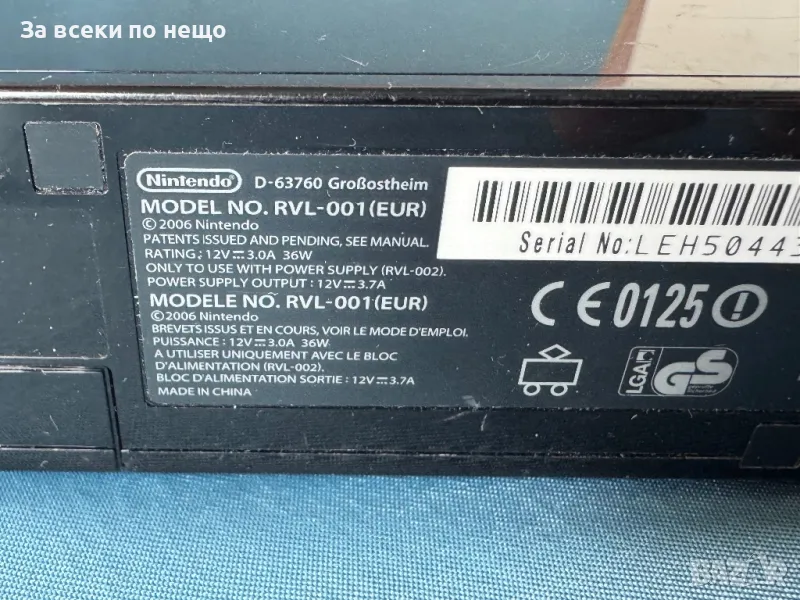 За всеки по нещо
Nintendo D-63760 Großostheim
MODEL NO. RVL-001(EUR)
©2006 Nintendo
PATENTS ISSUED AND PENDING, SEE MANUAL.
RATING: 12V⎓3.0A 36W
ONLY TO USE WITH POWER SUPPLY (RVL-002).
POWER SUPPLY OUTPUT : 12V⎓3.7A
MODELE NO. RVL-001(EUR)
©2006 Nintendo
BREVETS ISSUS ET EN COURS, VOIR LE MODE D'EMPLOI.
PUISSANCE : 12V⎓3.0A 36W
A UTILISER UNIQUEMENT AVEC LE BLOC
D'ALIMENTATION (RVL-002).
BLOC D'ALIMENTATION SORTIE : 12V⎓3.7A
MADE IN CHINA
Serial No:LEH50443
CE0125
LGA GS
BAZAR